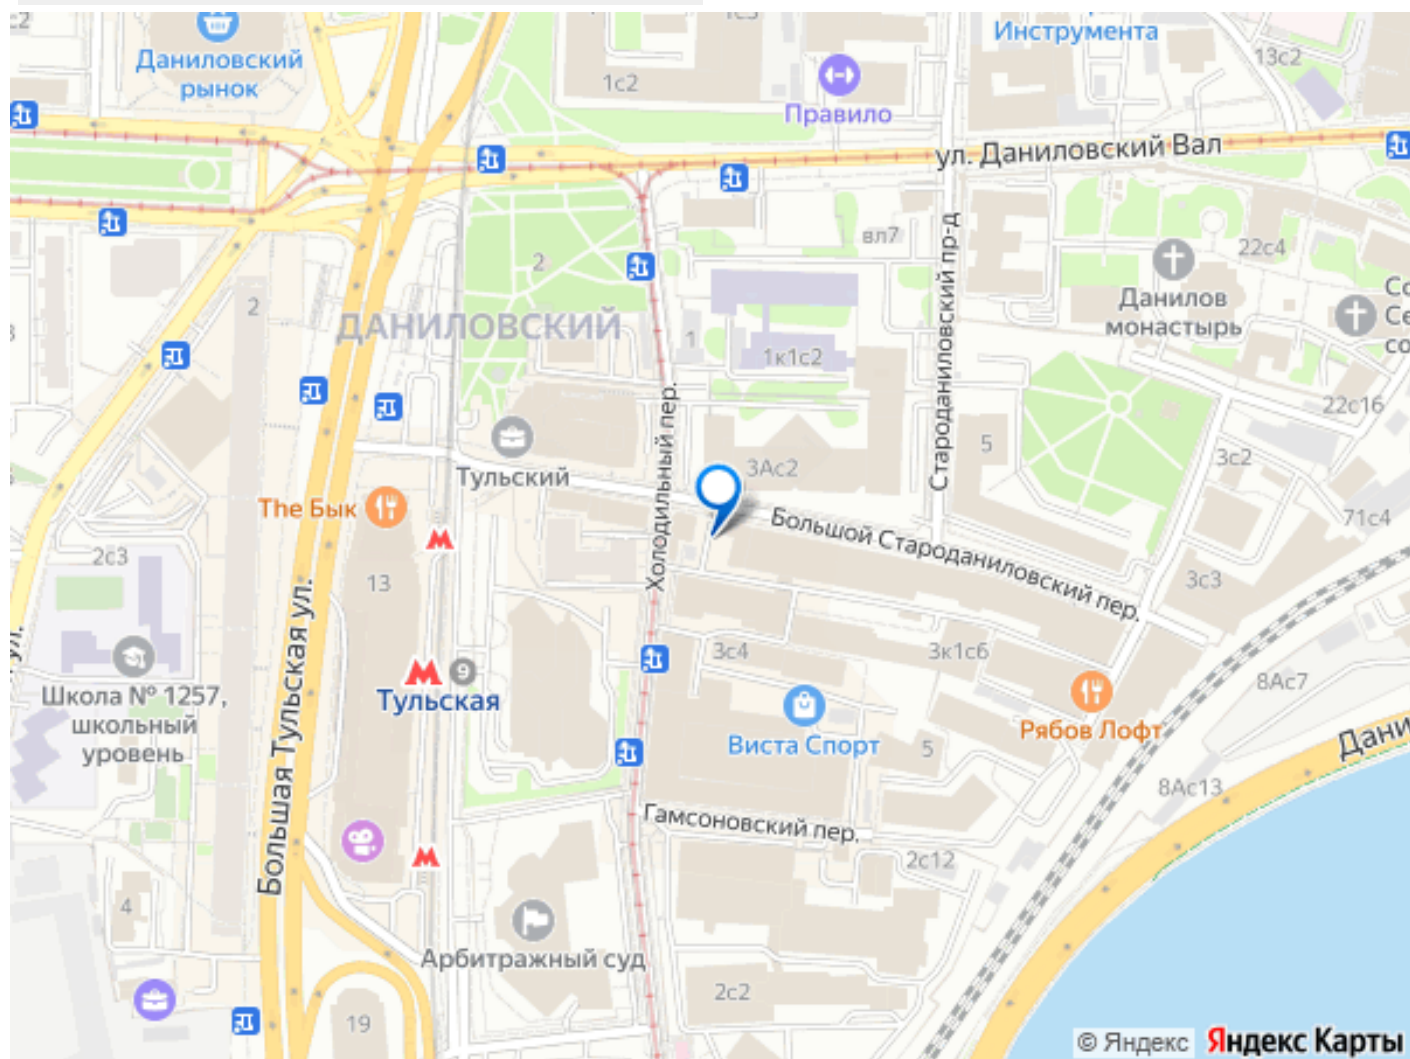 Инструмента
13с2
Даниловский
рынок
1с2
Правило
ул. Даниловский Вал
вл7
22с4
2
2
Данилов
монастырь
ДАНИЛОВСКИЙ
1
1к1с2
Староданиловский пр-д
22с16
Холодильный пер.
5
3с2
Тульский
3Ас2
The Бык
71с4
Большой Староданиловский пер.
2с3
13
3с3
Школа № 1257,
школьный
уровень
Большая Тульская ул.
9
Тульская
3с4
3к1с6
8Ас7
Рябов Лофт
Виста Спорт
5
8Ас13
Гамсоновский пер.
2с12
4
Арбитражный суд
2с2
19
© Яндекс Яндекс Карты